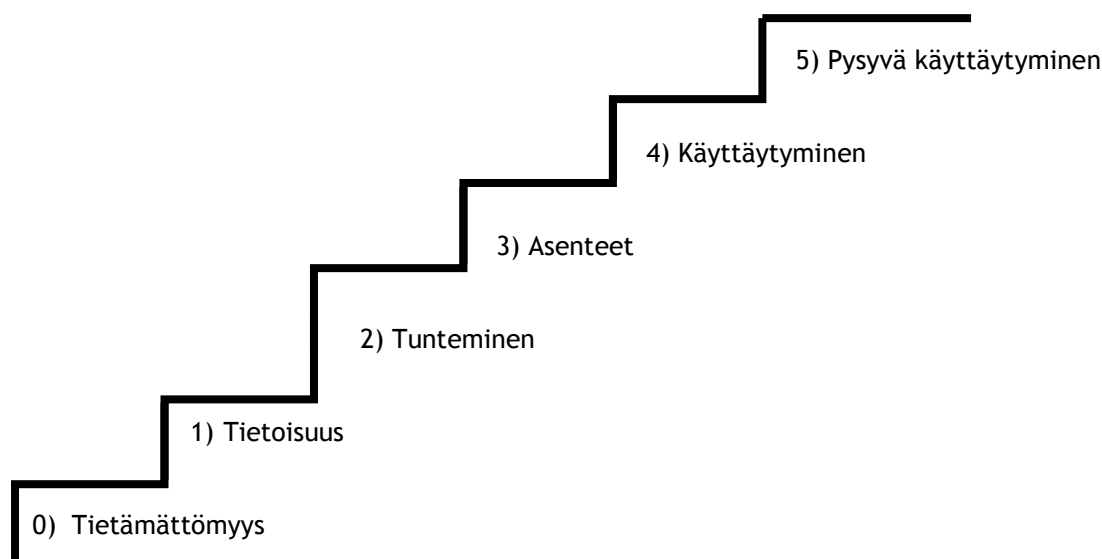 5) Pysyvä käyttäytyminen
4) Käyttäytyminen
3) Asenteet
2) Tunteminen
1) Tietoisuus
0) Tietämättömyys